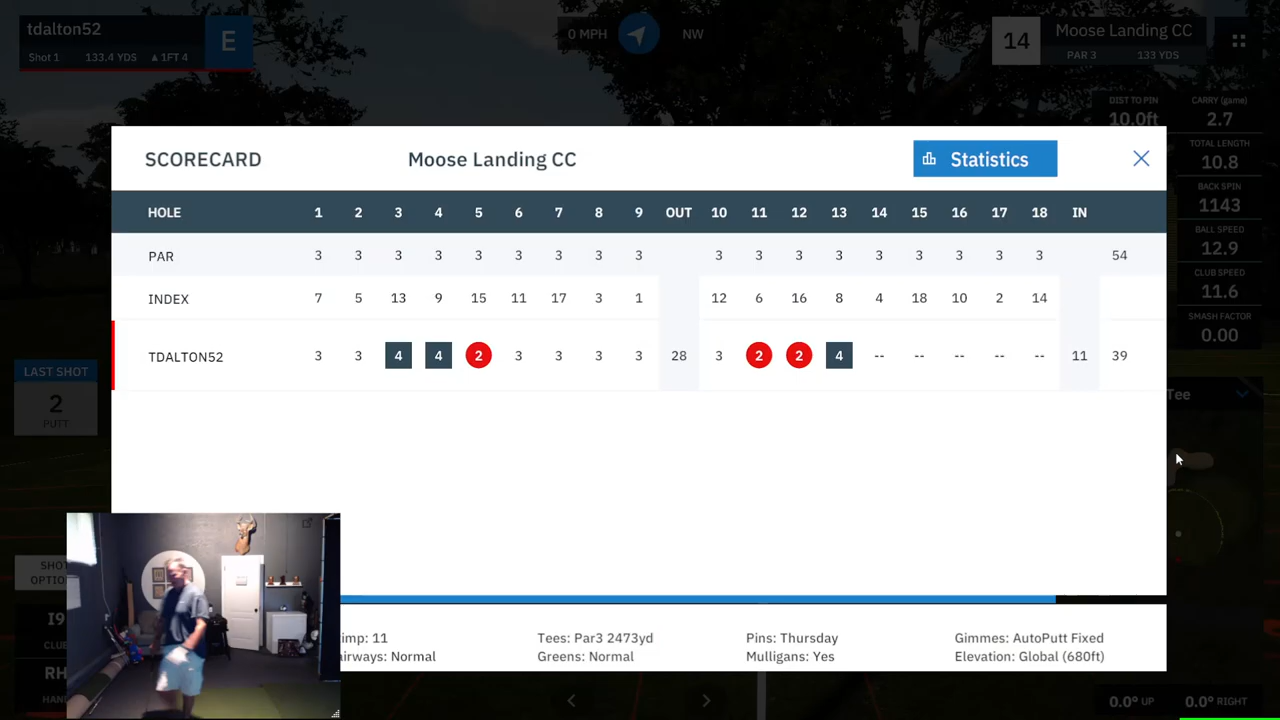 tdalton52
E
Shot 1 133.4 YDS ▲ 1FT 4
0 MPH NW
14
Moose Landing CC
PAR 3 133 YDS
DIST TO PIN
10.0ft
CARRY (game)
2.7
TOTAL LENGTH
10.8
BACK SPIN
1143
BALL SPEED
12.9
CLUB SPEED
11.6
SMASH FACTOR
0.00
SCORECARD Moose Landing CC Statistics
HOLE 1 2 3 4 5 6 7 8 9 OUT 10 11 12 13 14 15 16 17 18 IN
PAR 3 3 3 3 3 3 3 3 3 3 3 3 3 3 3 3 3 3 54
INDEX 7 5 13 9 15 11 17 3 1 12 6 16 8 4 18 10 2 14
TDALTON52 3 3 4 4 2 3 3 3 3 28 3 2 2 4 -- -- -- -- -- 11 39
LAST SHOT
2
PUTT
Tee
SHOT
OPTIO
I9
CLU
RH
HAN
imp: 11 Tees: Par3 2473yd Pins: Thursday Gimmes: AutoPutt Fixed
airways: Normal Greens: Normal Mulligans: Yes Elevation: Global (680ft)
0.0° UP 0.0° RIGHT